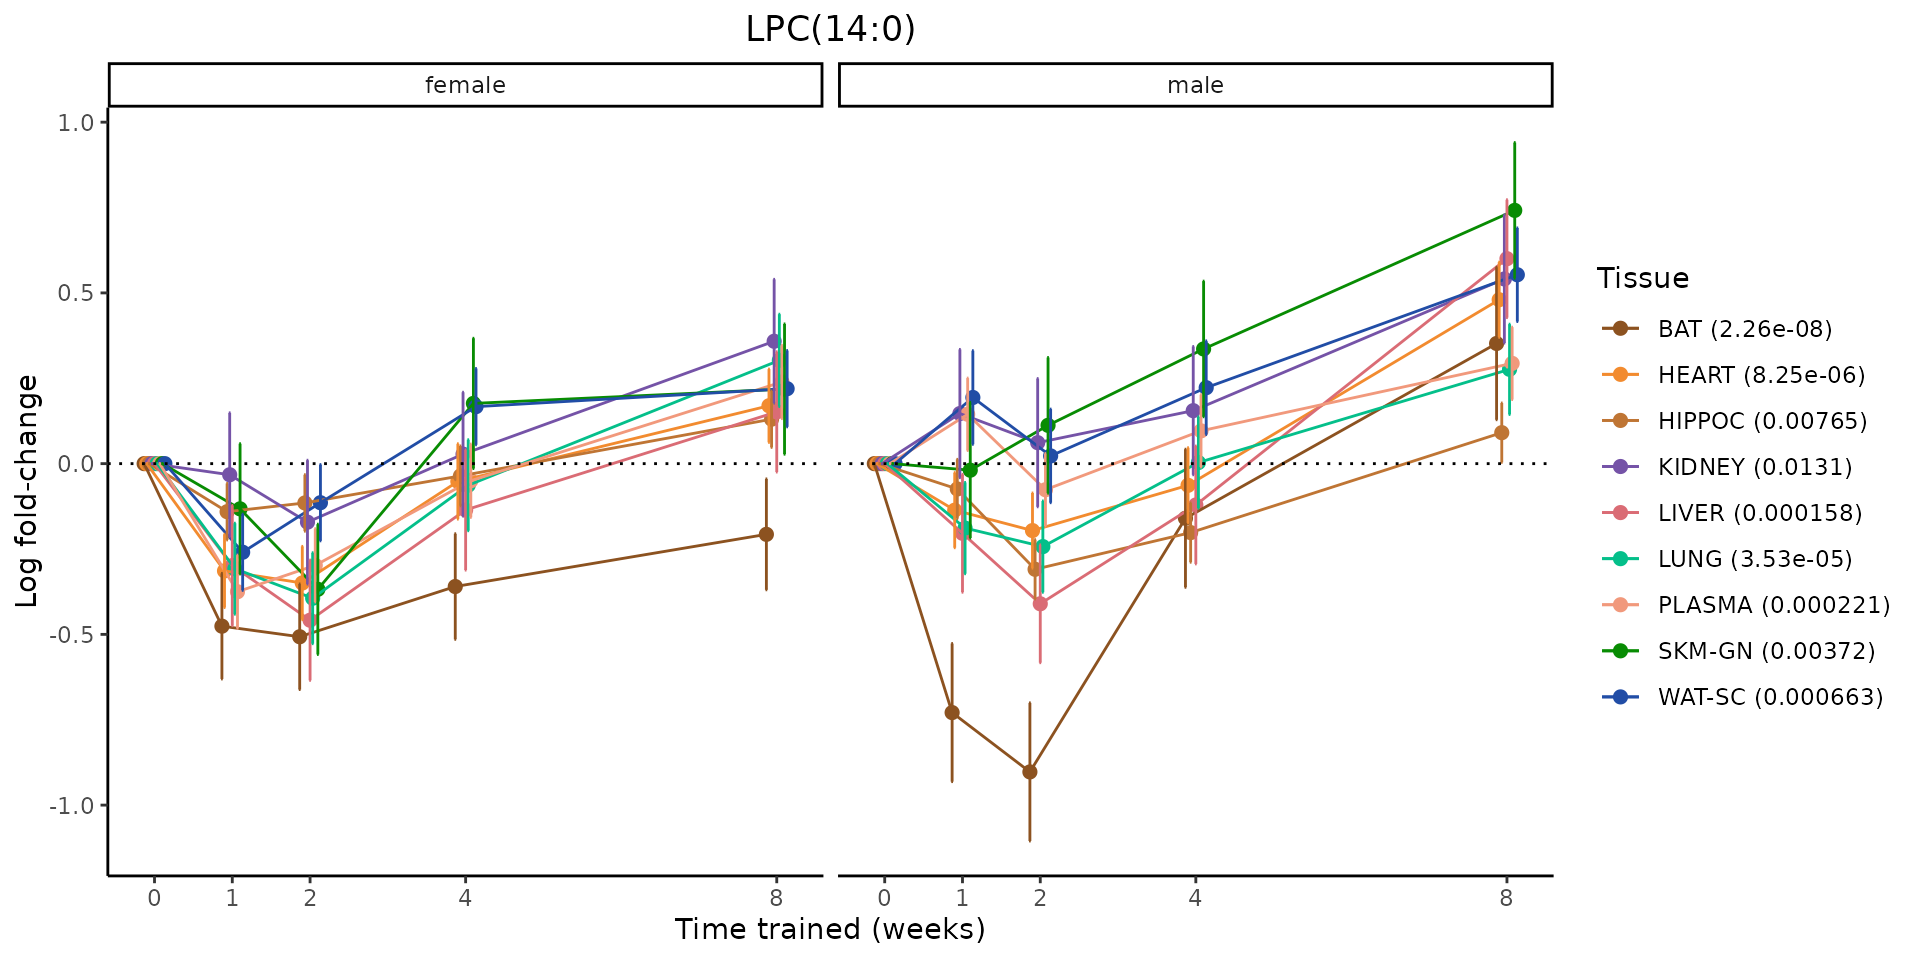 LPC(14:0)
female
male
Log fold-change
1.0
0.5
0.0
-0.5
-1.0
0 1 2 4 8
0 1 2 4 8
Time trained (weeks)
Tissue
BAT (2.26e-08)
HEART (8.25e-06)
HIPPOC (0.00765)
KIDNEY (0.0131)
LIVER (0.000158)
LUNG (3.53e-05)
PLASMA (0.000221)
SKM-GN (0.00372)
WAT-SC (0.000663)